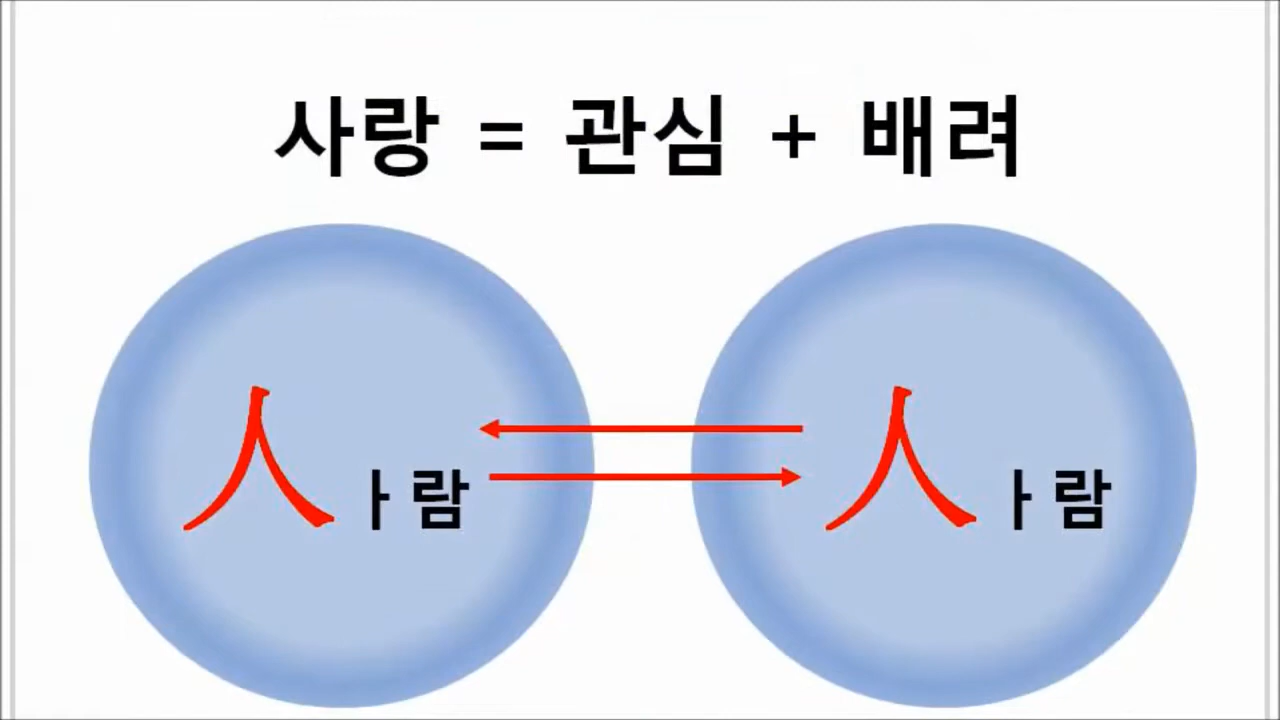 사랑 = 관심 + 배려
人ㅏ람
人ㅏ람